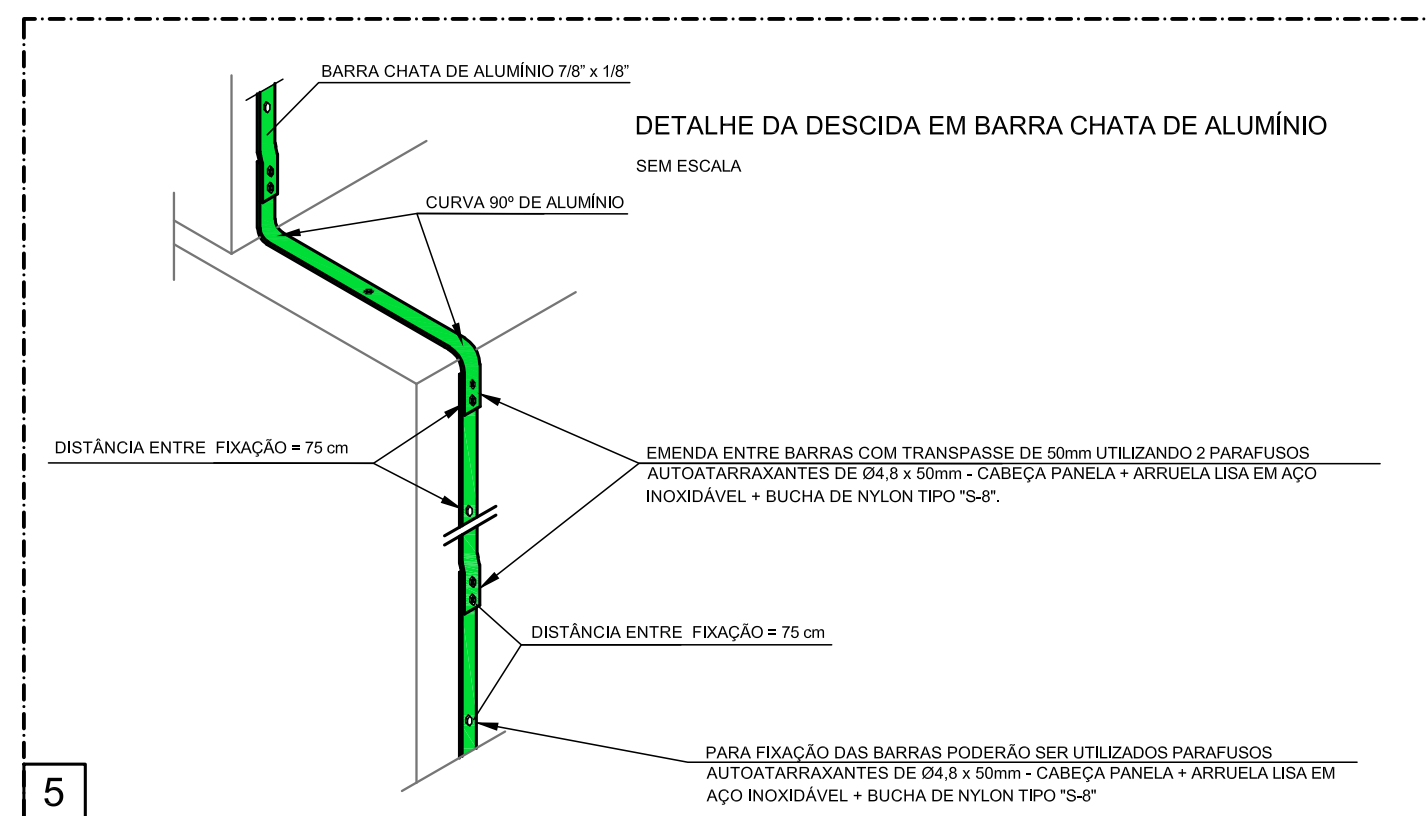 BARRA CHATA DE ALUMÍNIO 7/8” x 1/8”
DETALHE DA DESCIDA EM BARRA CHATA DE ALUMÍNIO
SEM ESCALA
CURVA 90º DE ALUMÍNIO
DISTÂNCIA ENTRE FIXAÇÃO = 75 cm
EMENDA ENTRE BARRAS COM TRANSPASSE DE 50mm UTILIZANDO 2 PARAFUSOS
AUTOATARRAXANTES DE Ø4,8 x 50mm - CABEÇA PANELA + ARRUELA LISA EM AÇO
INOXIDÁVEL + BUCHA DE NYLON TIPO "S-8".
DISTÂNCIA ENTRE FIXAÇÃO = 75 cm
PARA FIXAÇÃO DAS BARRAS PODERÃO SER UTILIZADOS PARAFUSOS
AUTOATARRAXANTES DE Ø4,8 x 50mm - CABEÇA PANELA + ARRUELA LISA EM
AÇO INOXIDÁVEL + BUCHA DE NYLON TIPO "S-8"
5